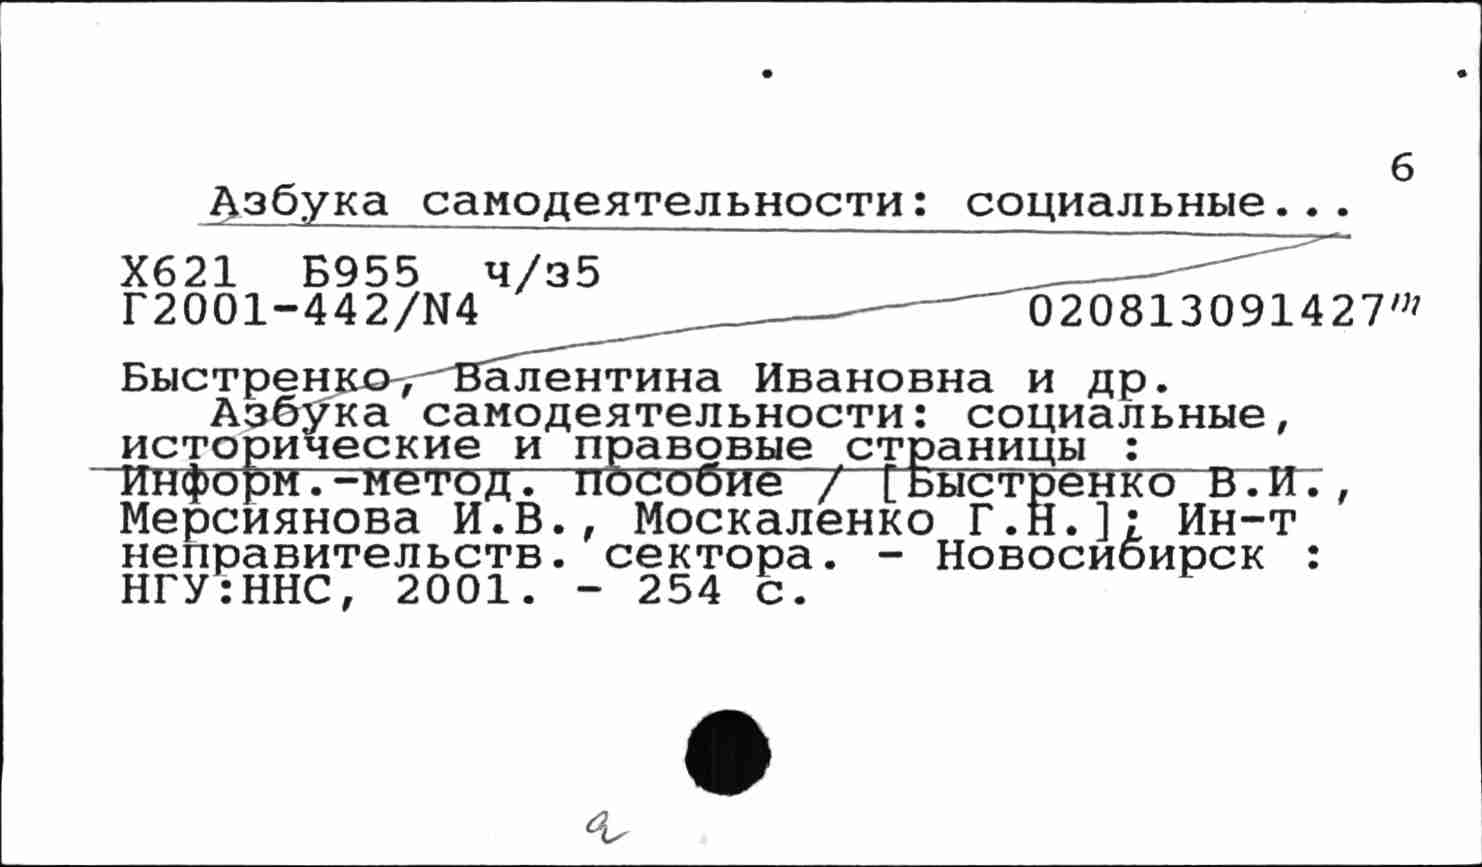 6
Азбука самодеятельности: социальные...
Х621 Б955 ч/з5
Г2001-442/N4 020813091427m
Быстренко, Валентина Ивановна и др.
Азбука самодеятельности: социальные,
исторические и правовые страницы :
Информ.-метод. пособие / [Быстренко В.И.,
Мерсиянова И.В., Москаленко Г.Н.]; Ин-т
неправительств. сектора. - Новосибирск :
НГУ:ННС, 2001. - 254 с.